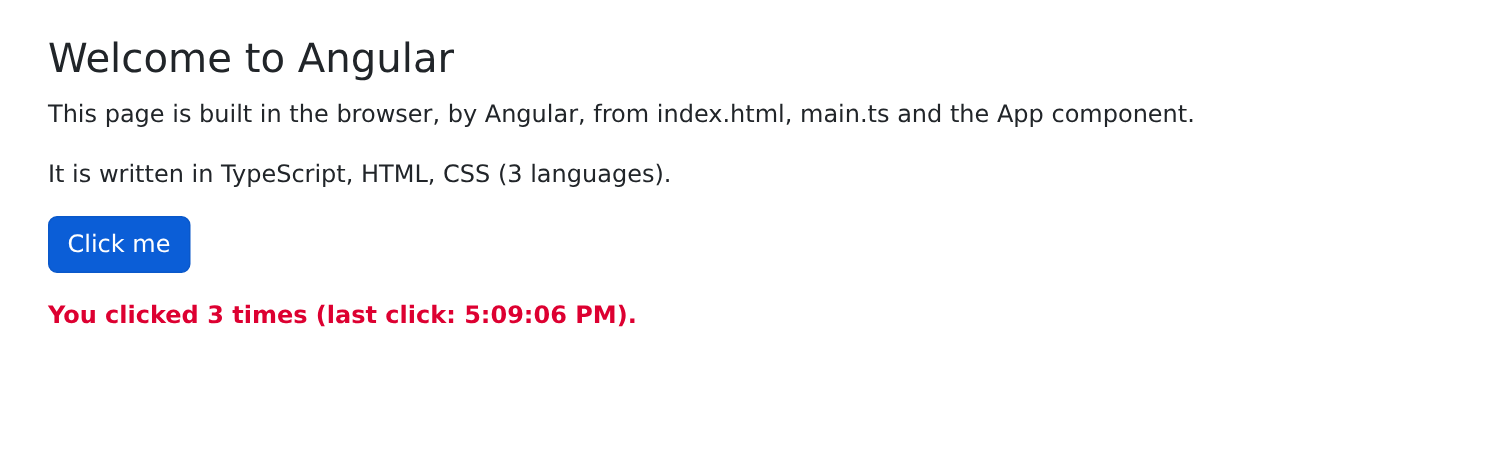 Welcome to Angular
This page is built in the browser, by Angular, from index.html, main.ts and the App component.
It is written in TypeScript, HTML, CSS (3 languages).
Click me
You clicked 3 times (last click: 5:09:06 PM).